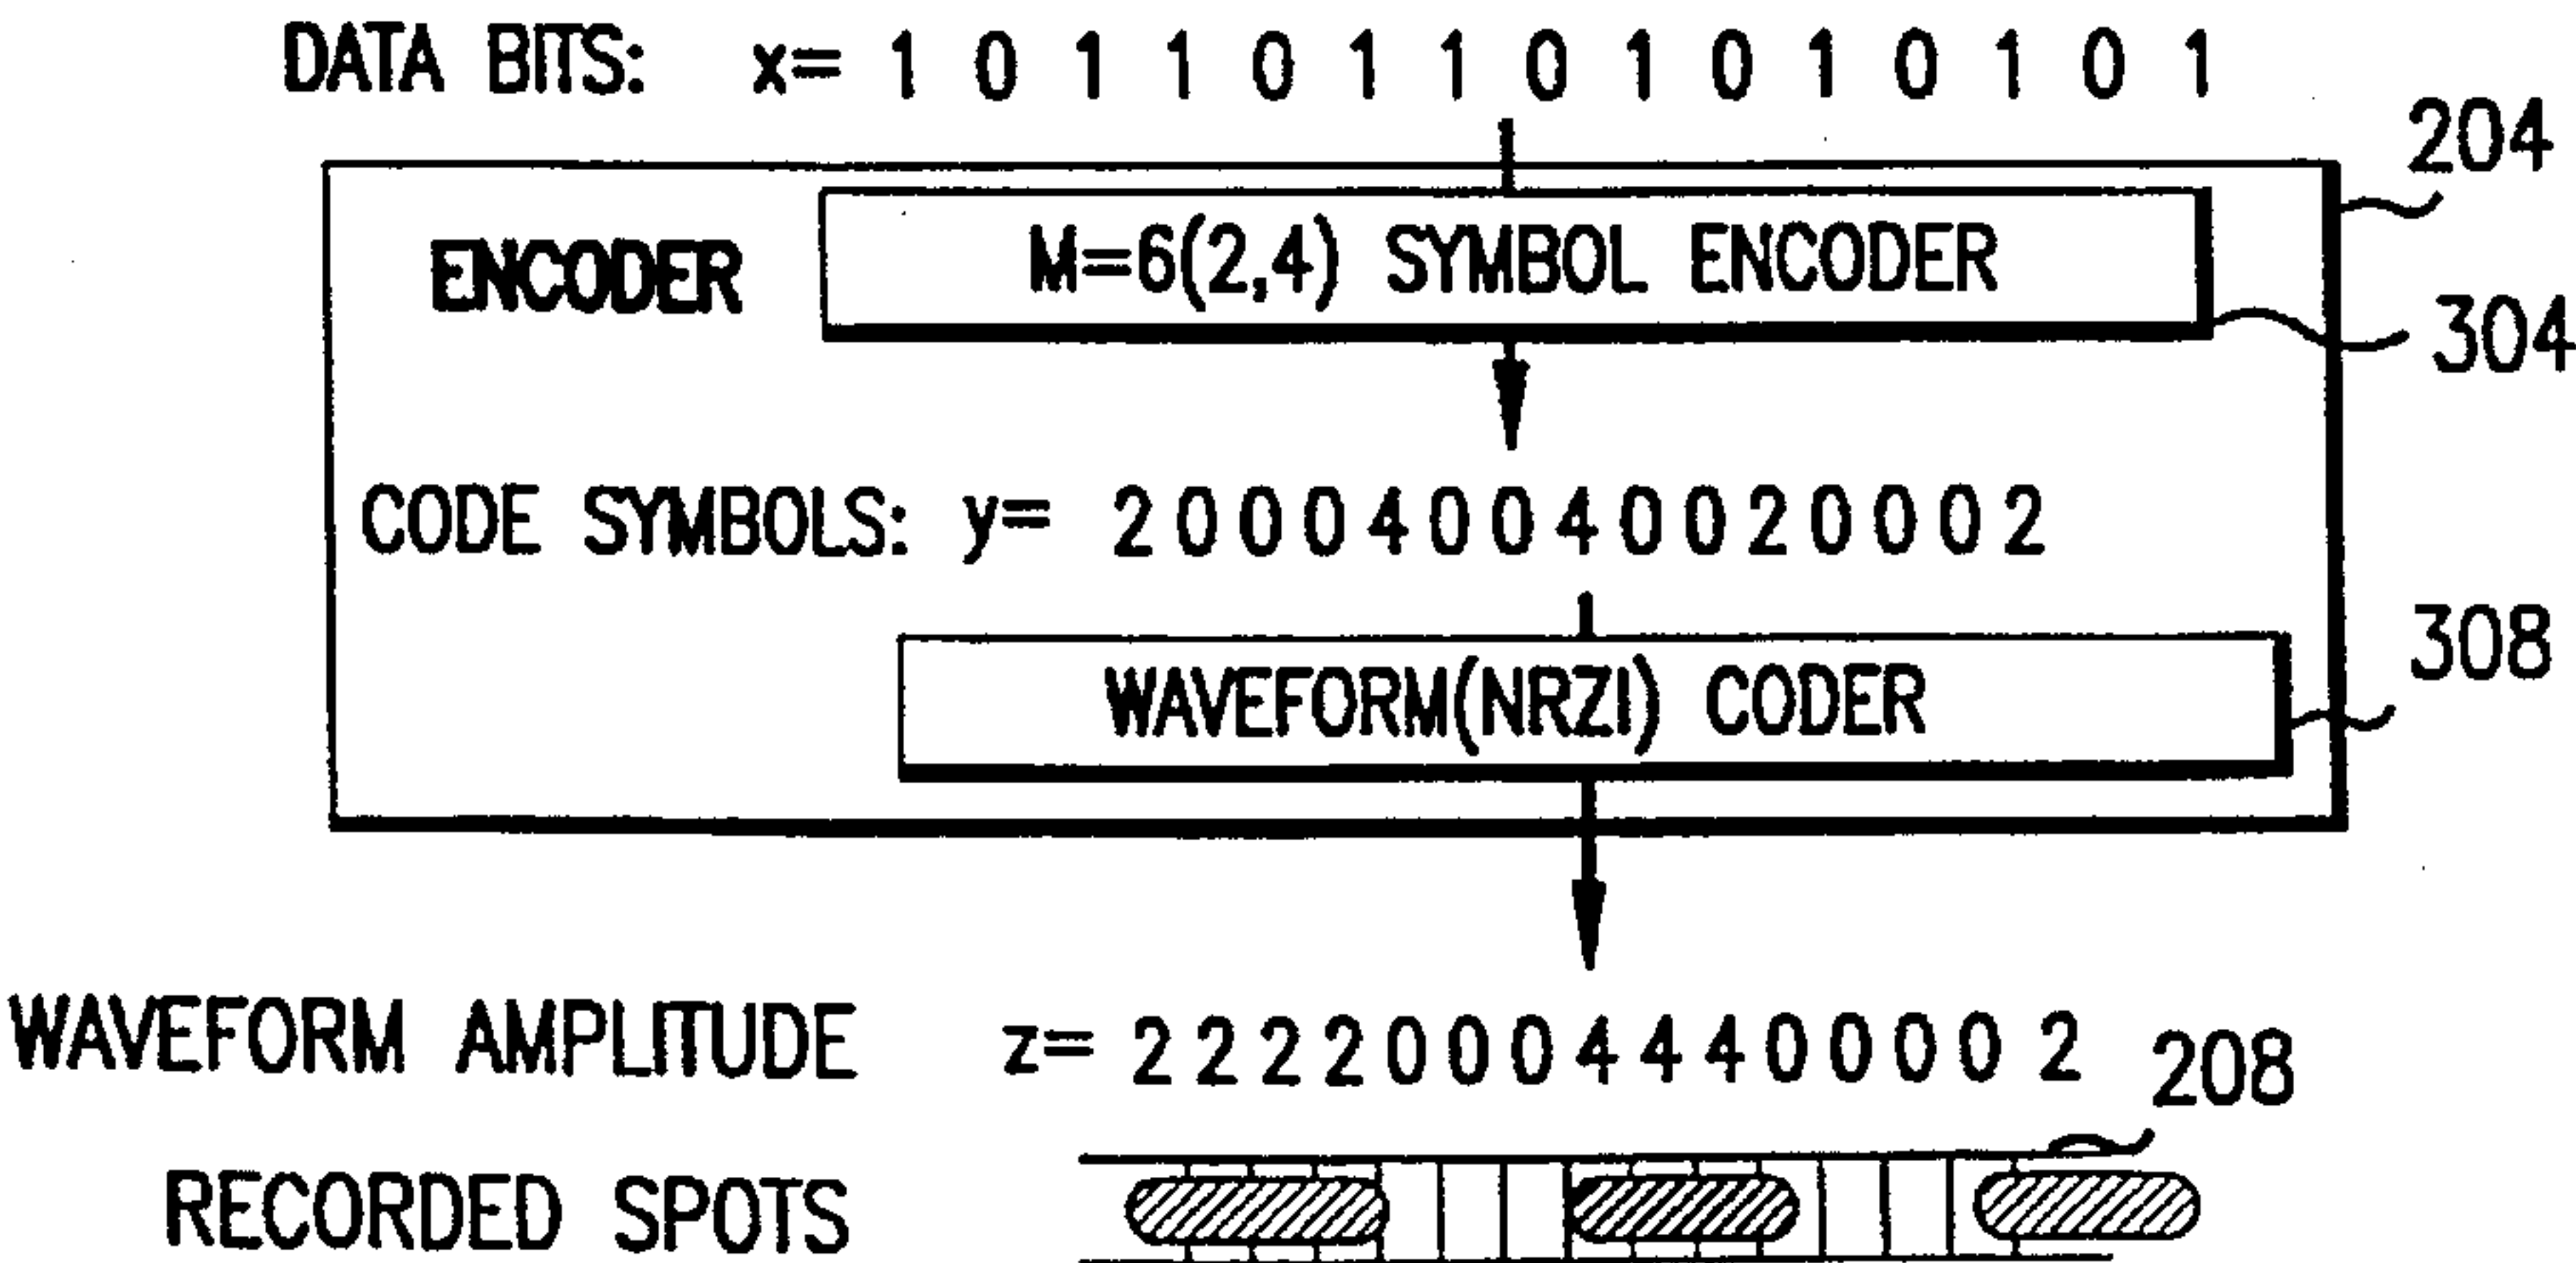 DATA BITS: x= 1 0 1 1 0 1 1 0 1 0 1 0 1 0 1
204
ENCODER
M=6(2,4) SYMBOL ENCODER
304
CODE SYMBOLS: y= 2 0 0 0 4 0 0 4 0 0 2 0 0 0 2
308
WAVEFORM(NRZI) CODER
WAVEFORM AMPLITUDE z= 2 2 2 2 0 0 0 4 4 4 0 0 0 0 2
208
RECORDED SPOTS